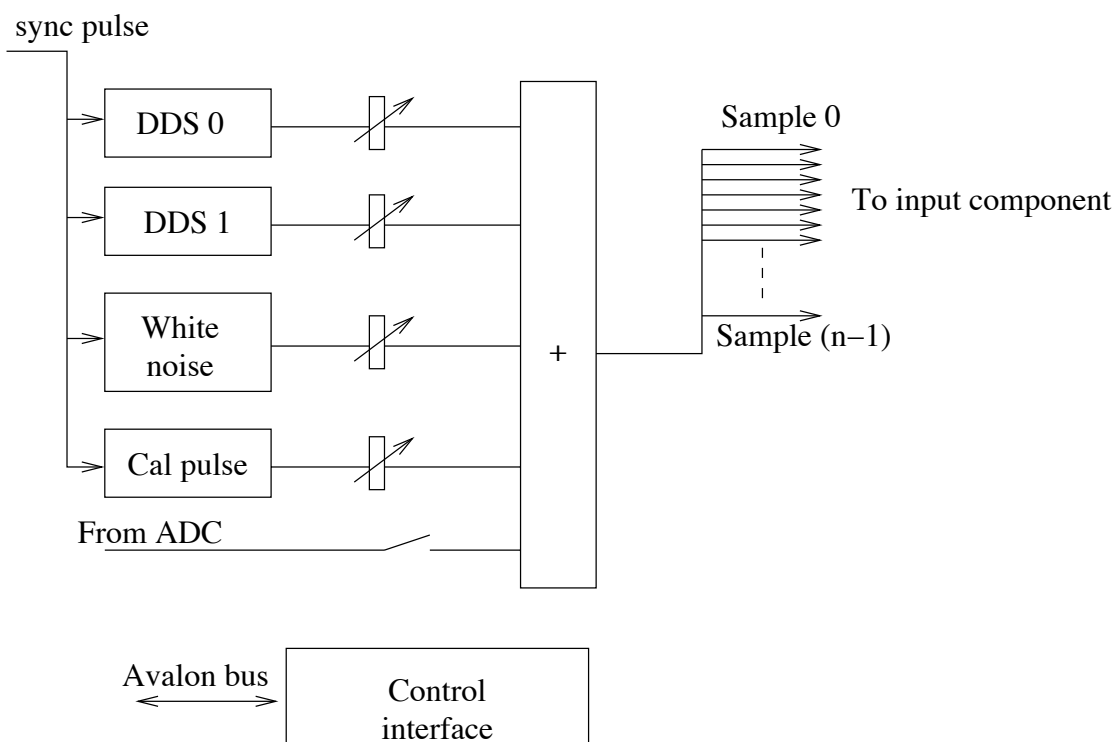 sync pulse
DDS 0
DDS 1
White
noise
Cal pulse
From ADC
+
Sample 0
To input component
Sample (n−1)
Avalon bus
Control
interface